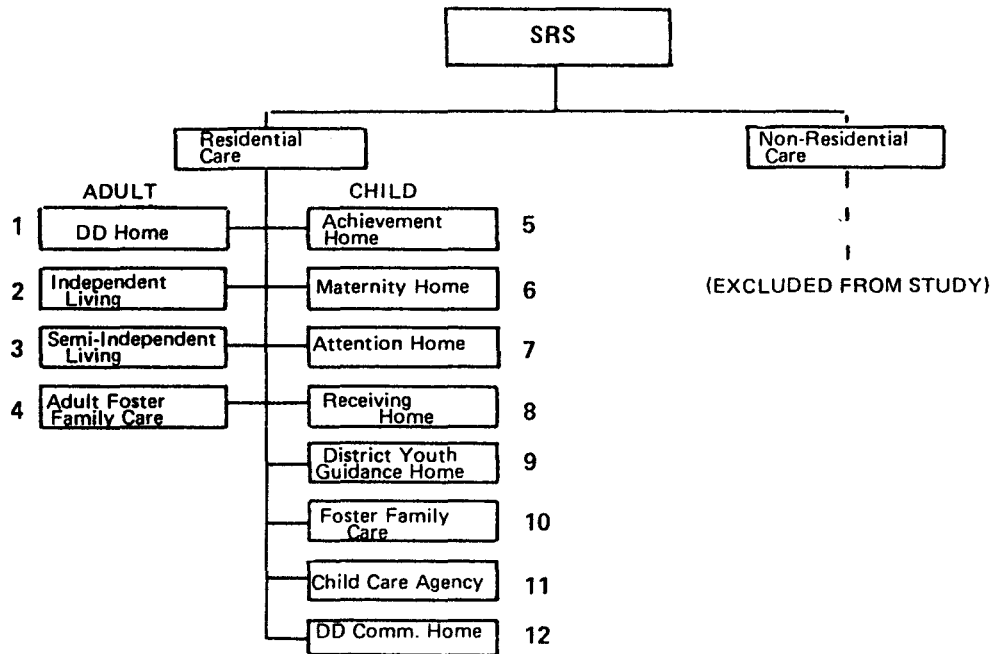 SRS
Residential
Care
Non-Residential
Care
ADULT
CHILD
1
DD Home
Achievement
Home
5
2
Independent
Living
Maternity Home
6
(EXCLUDED FROM STUDY)
3
Semi-Independent
Living
Attention Home
7
4
Adult Foster
Family Care
Receiving
Home
8
District Youth
Guidance Home
9
Foster Family
Care
10
Child Care Agency
11
DD Comm. Home
12